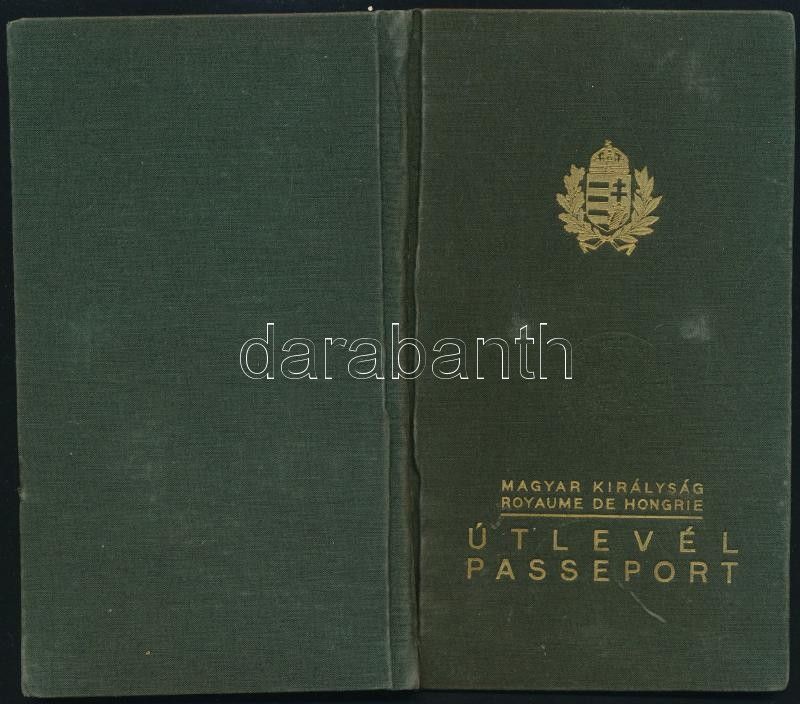 darabanth
MAGYAR KIRÁLYSÁG
ROYAUME DE HONGRIE
ÚTLEVÉL
PASSEPORT